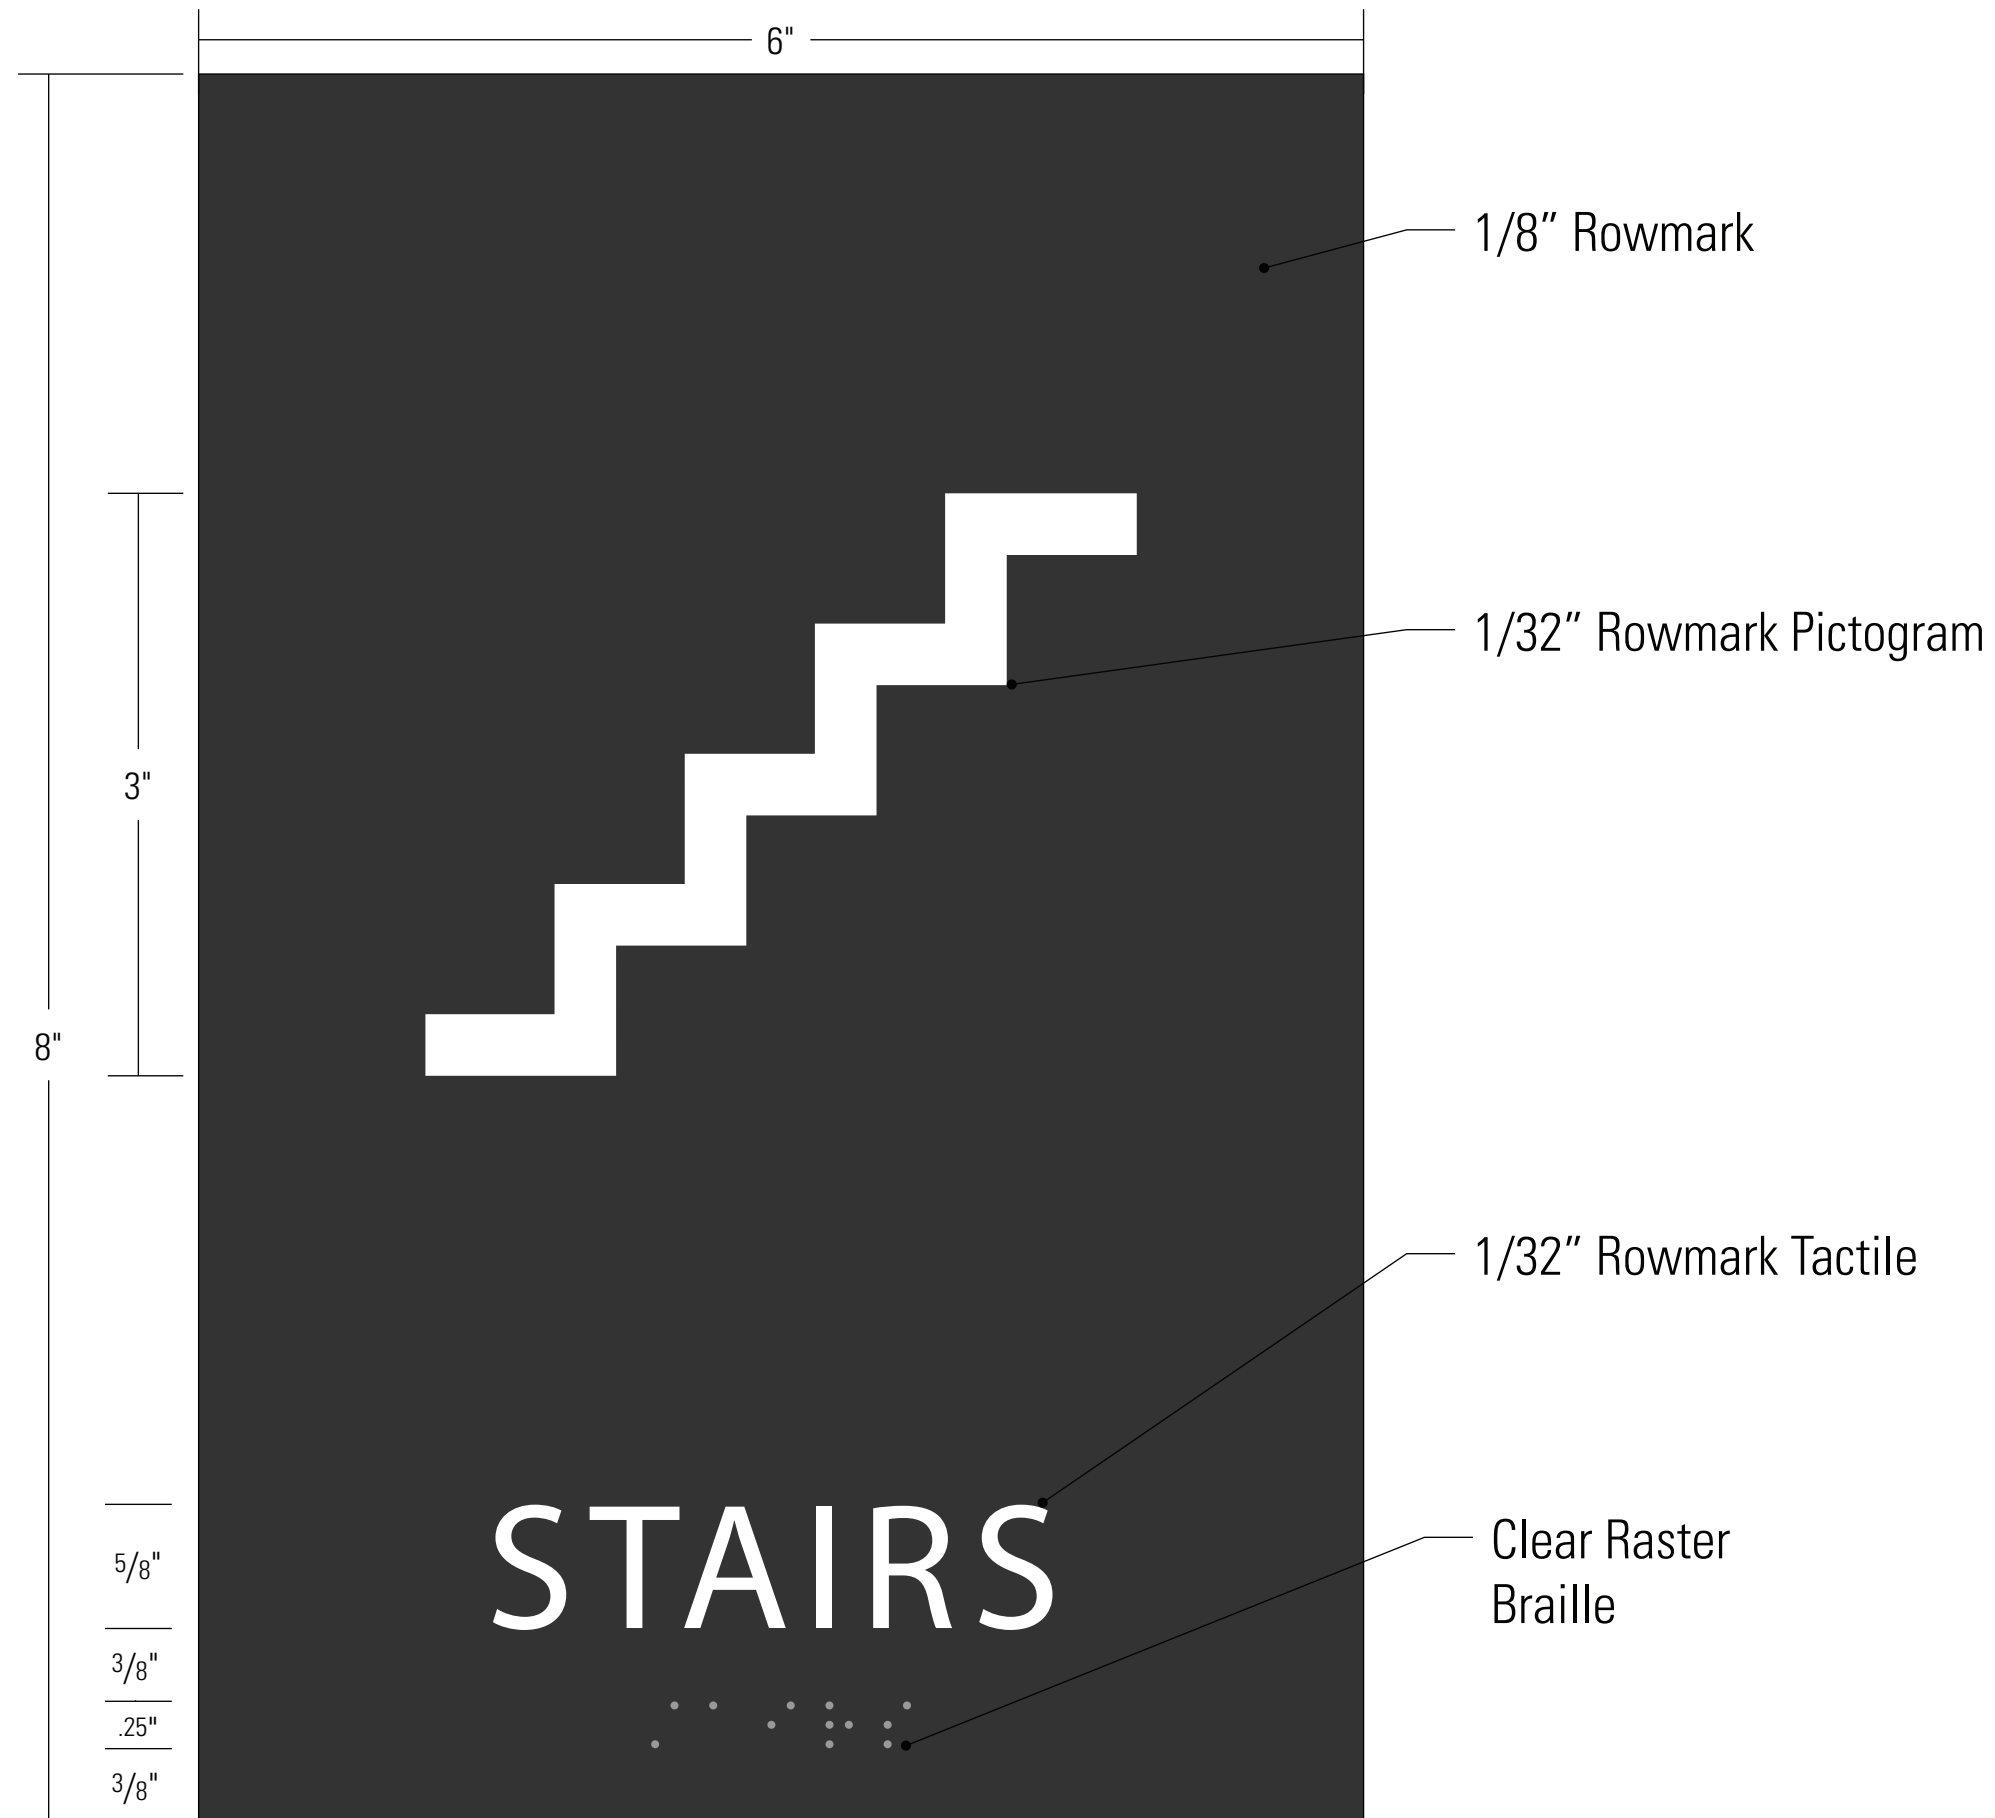 6"
1/8” Rowmark
1/32” Rowmark Pictogram
3"
8"
1/32” Rowmark Tactile
STAIRS
5/8"
Clear Raster
Braille
3/8"
⠌⠁⠊⠗⠎
.25"
3/8"